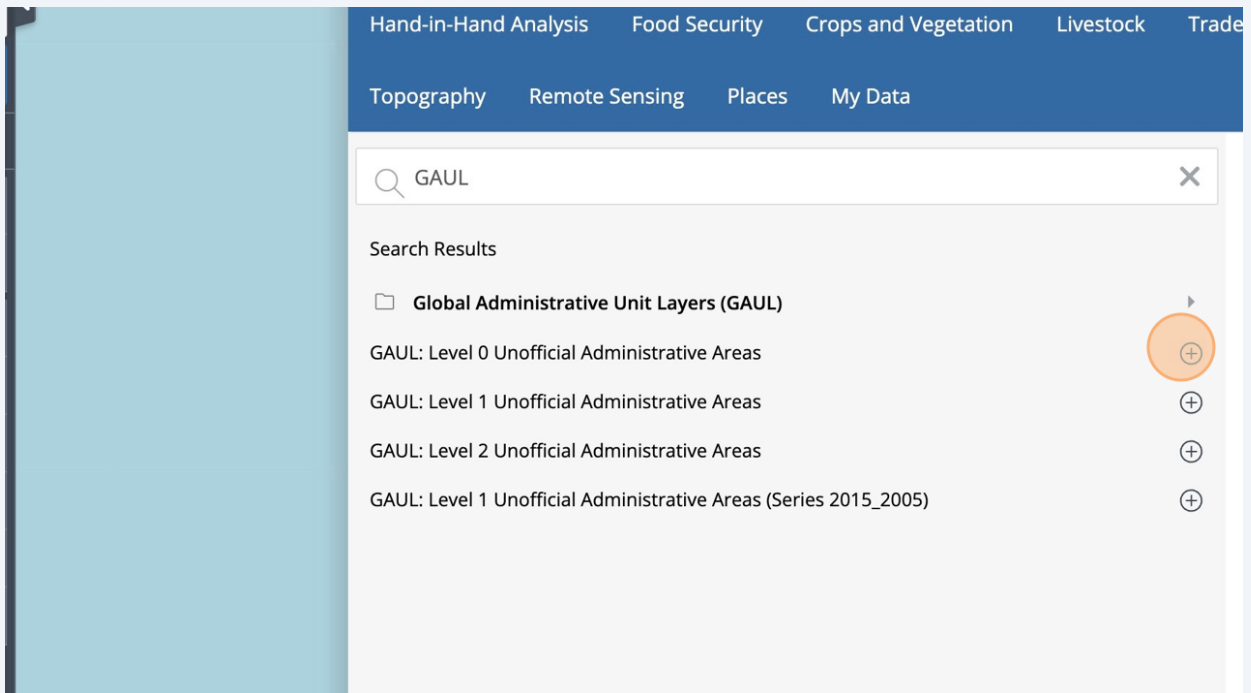 Hand-in-Hand Analysis Food Security Crops and Vegetation Livestock Trade
Topography Remote Sensing Places My Data
GAUL
Search Results
Global Administrative Unit Layers (GAUL)
GAUL: Level 0 Unofficial Administrative Areas
GAUL: Level 1 Unofficial Administrative Areas
GAUL: Level 2 Unofficial Administrative Areas
GAUL: Level 1 Unofficial Administrative Areas (Series 2015_2005)